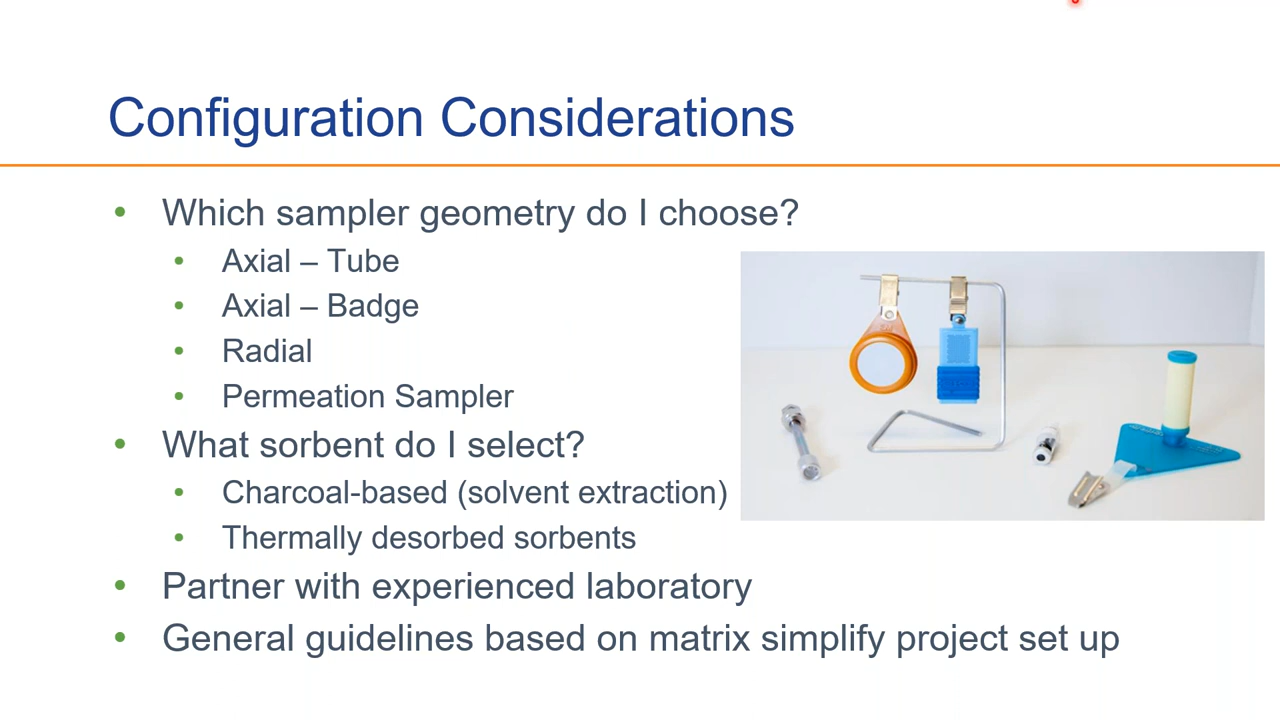 Configuration Considerations
• Which sampler geometry do I choose?
• Axial – Tube
• Axial – Badge
• Radial
• Permeation Sampler
• What sorbent do I select?
• Charcoal-based (solvent extraction)
• Thermally desorbed sorbents
• Partner with experienced laboratory
• General guidelines based on matrix simplify project set up